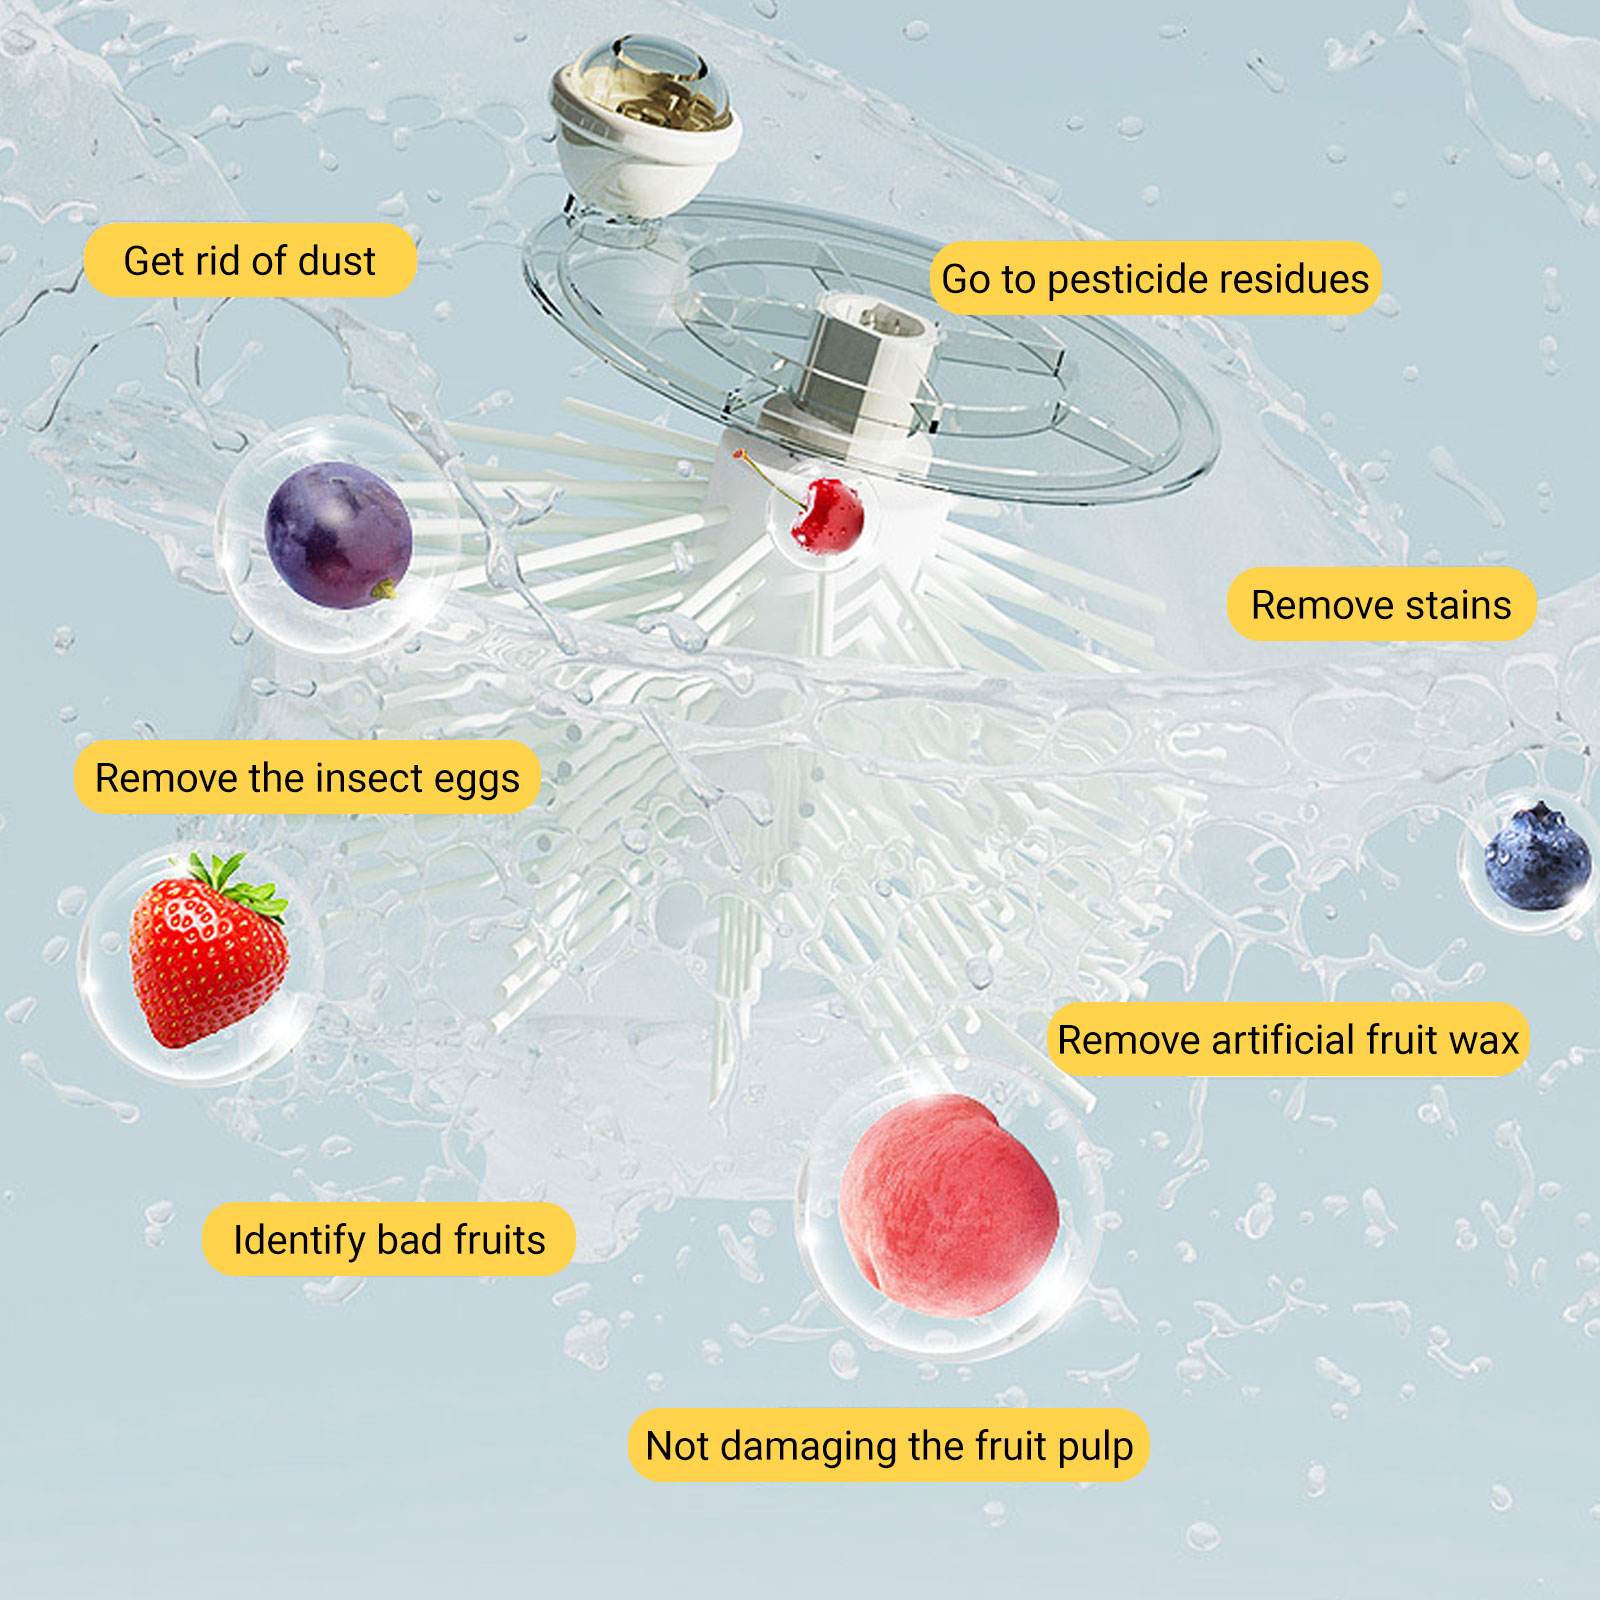 Get rid of dust
Go to pesticide residues
Remove stains
Remove the insect eggs
Remove artificial fruit wax
Identify bad fruits
Not damaging the fruit pulp